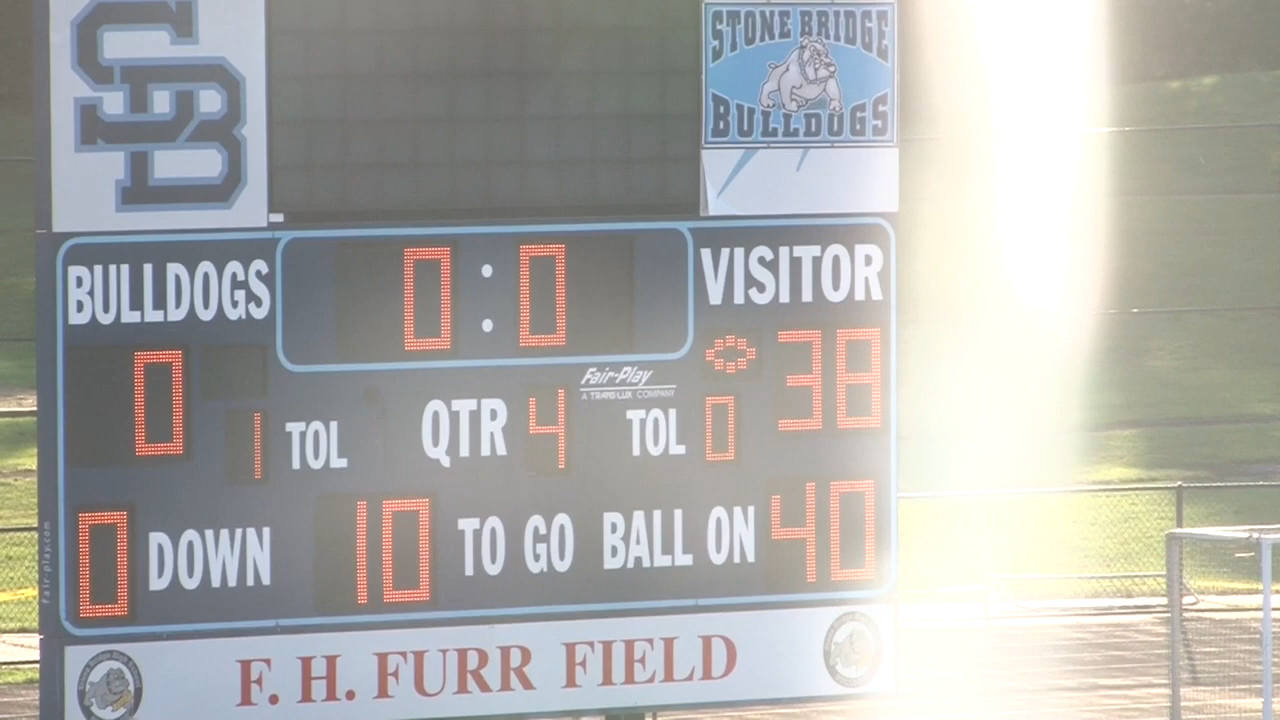 SB
STONE BRIDGE
BULLDOGS
BULLDOGS
0:0
VISITOR
0
38
Fair-Play
A TRANS-LUX COMPANY
1 TOL
QTR 4
TOL 0
0 DOWN
10 TO GO
BALL ON 40
fair-play.com
F. H. FURR FIELD